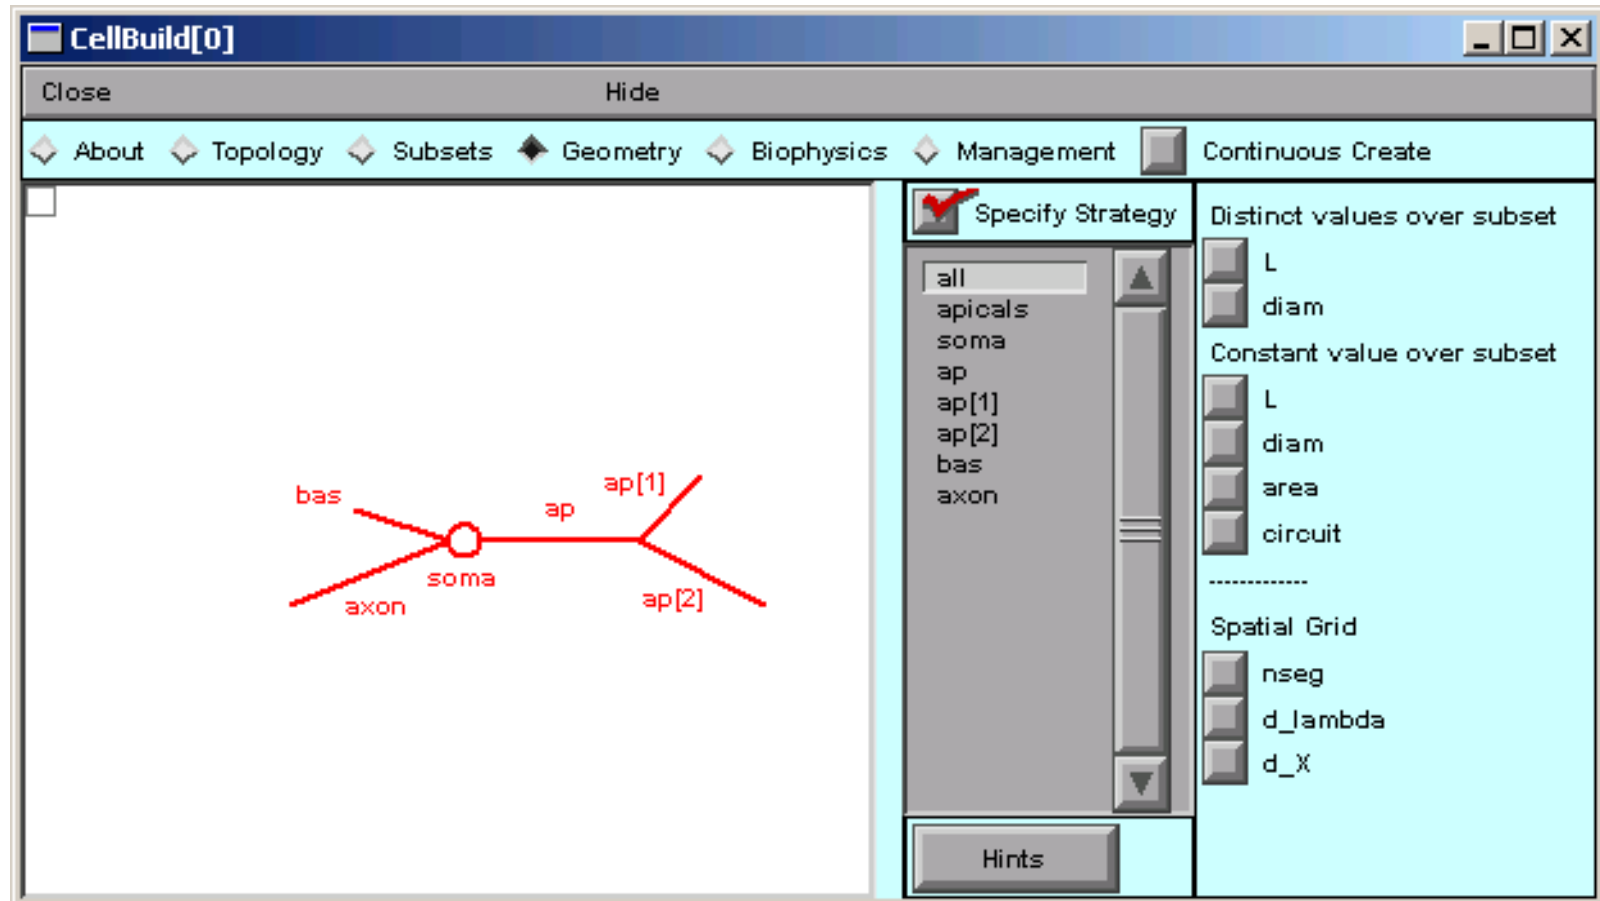 CellBuild[0]
Close Hide
About Topology Subsets Geometry Biophysics Management Continuous Create
bas
axon
soma
ap
ap[1]
ap[2]
Specify Strategy
all
apicals
soma
ap
ap[1]
ap[2]
bas
axon
Hints
Distinct values over subset
L
diam
Constant value over subset
L
diam
area
circuit
-------------
Spatial Grid
nseg
d_lambda
d_X